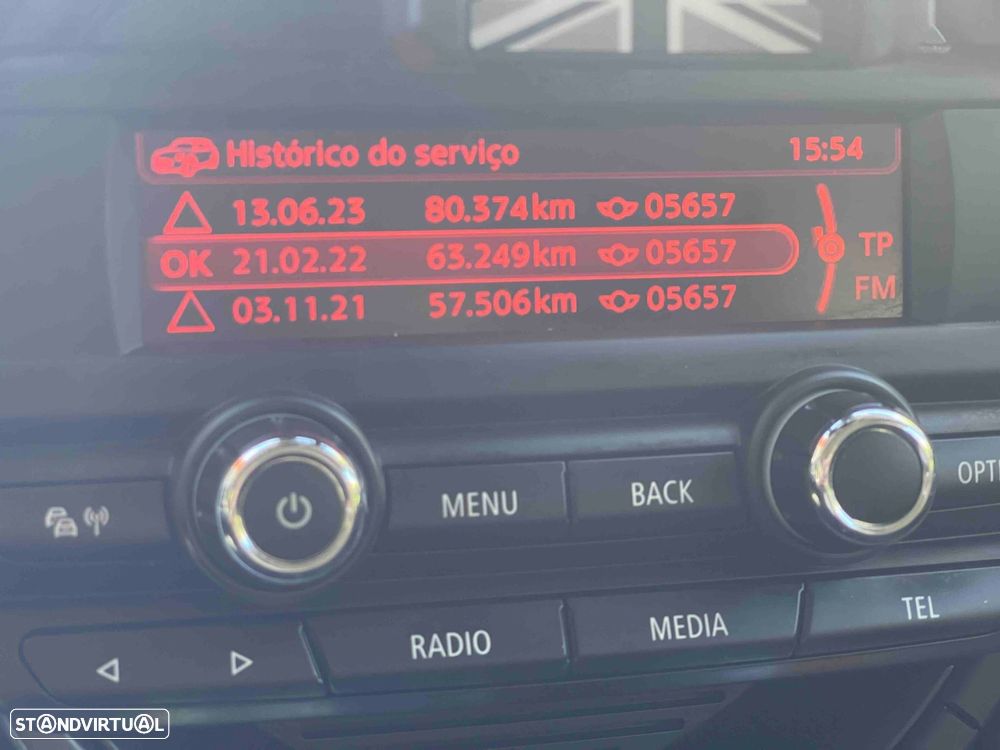 Histórico do serviço 15:54
13.06.23 80.374km 05657
OK 21.02.22 63.249km 05657
03.11.21 57.506km 05657
TP
FM
MENU BACK
RADIO MEDIA TEL
STANDVIRTUAL